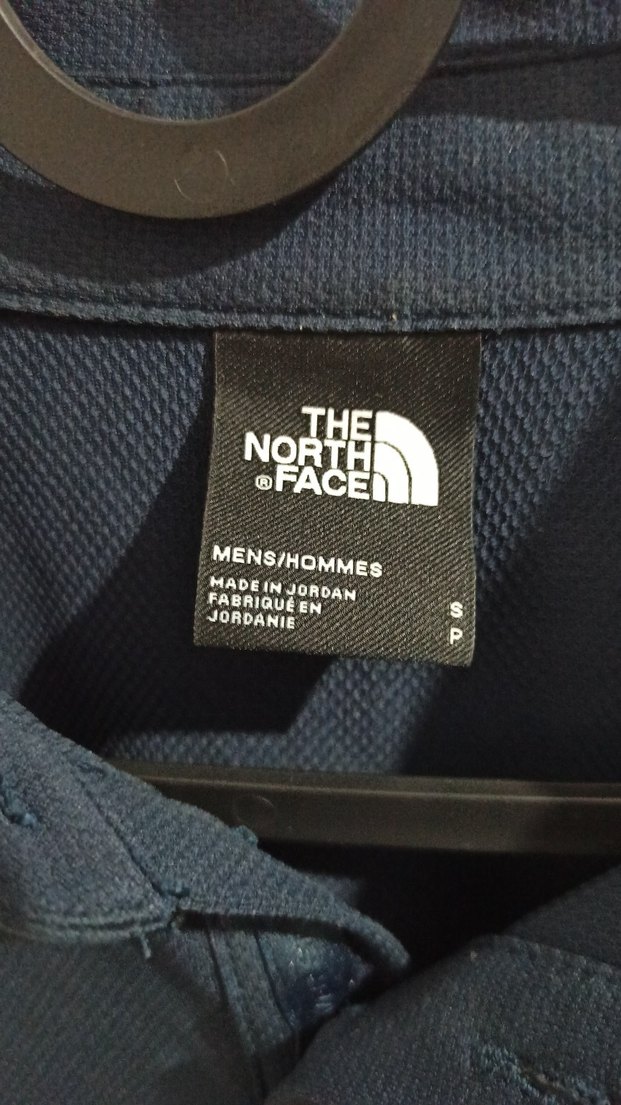 THE
NORTH
® FACE
MENS/HOMMES
MADE IN JORDAN
FABRIQUÉ EN
JORDANIE
S
P